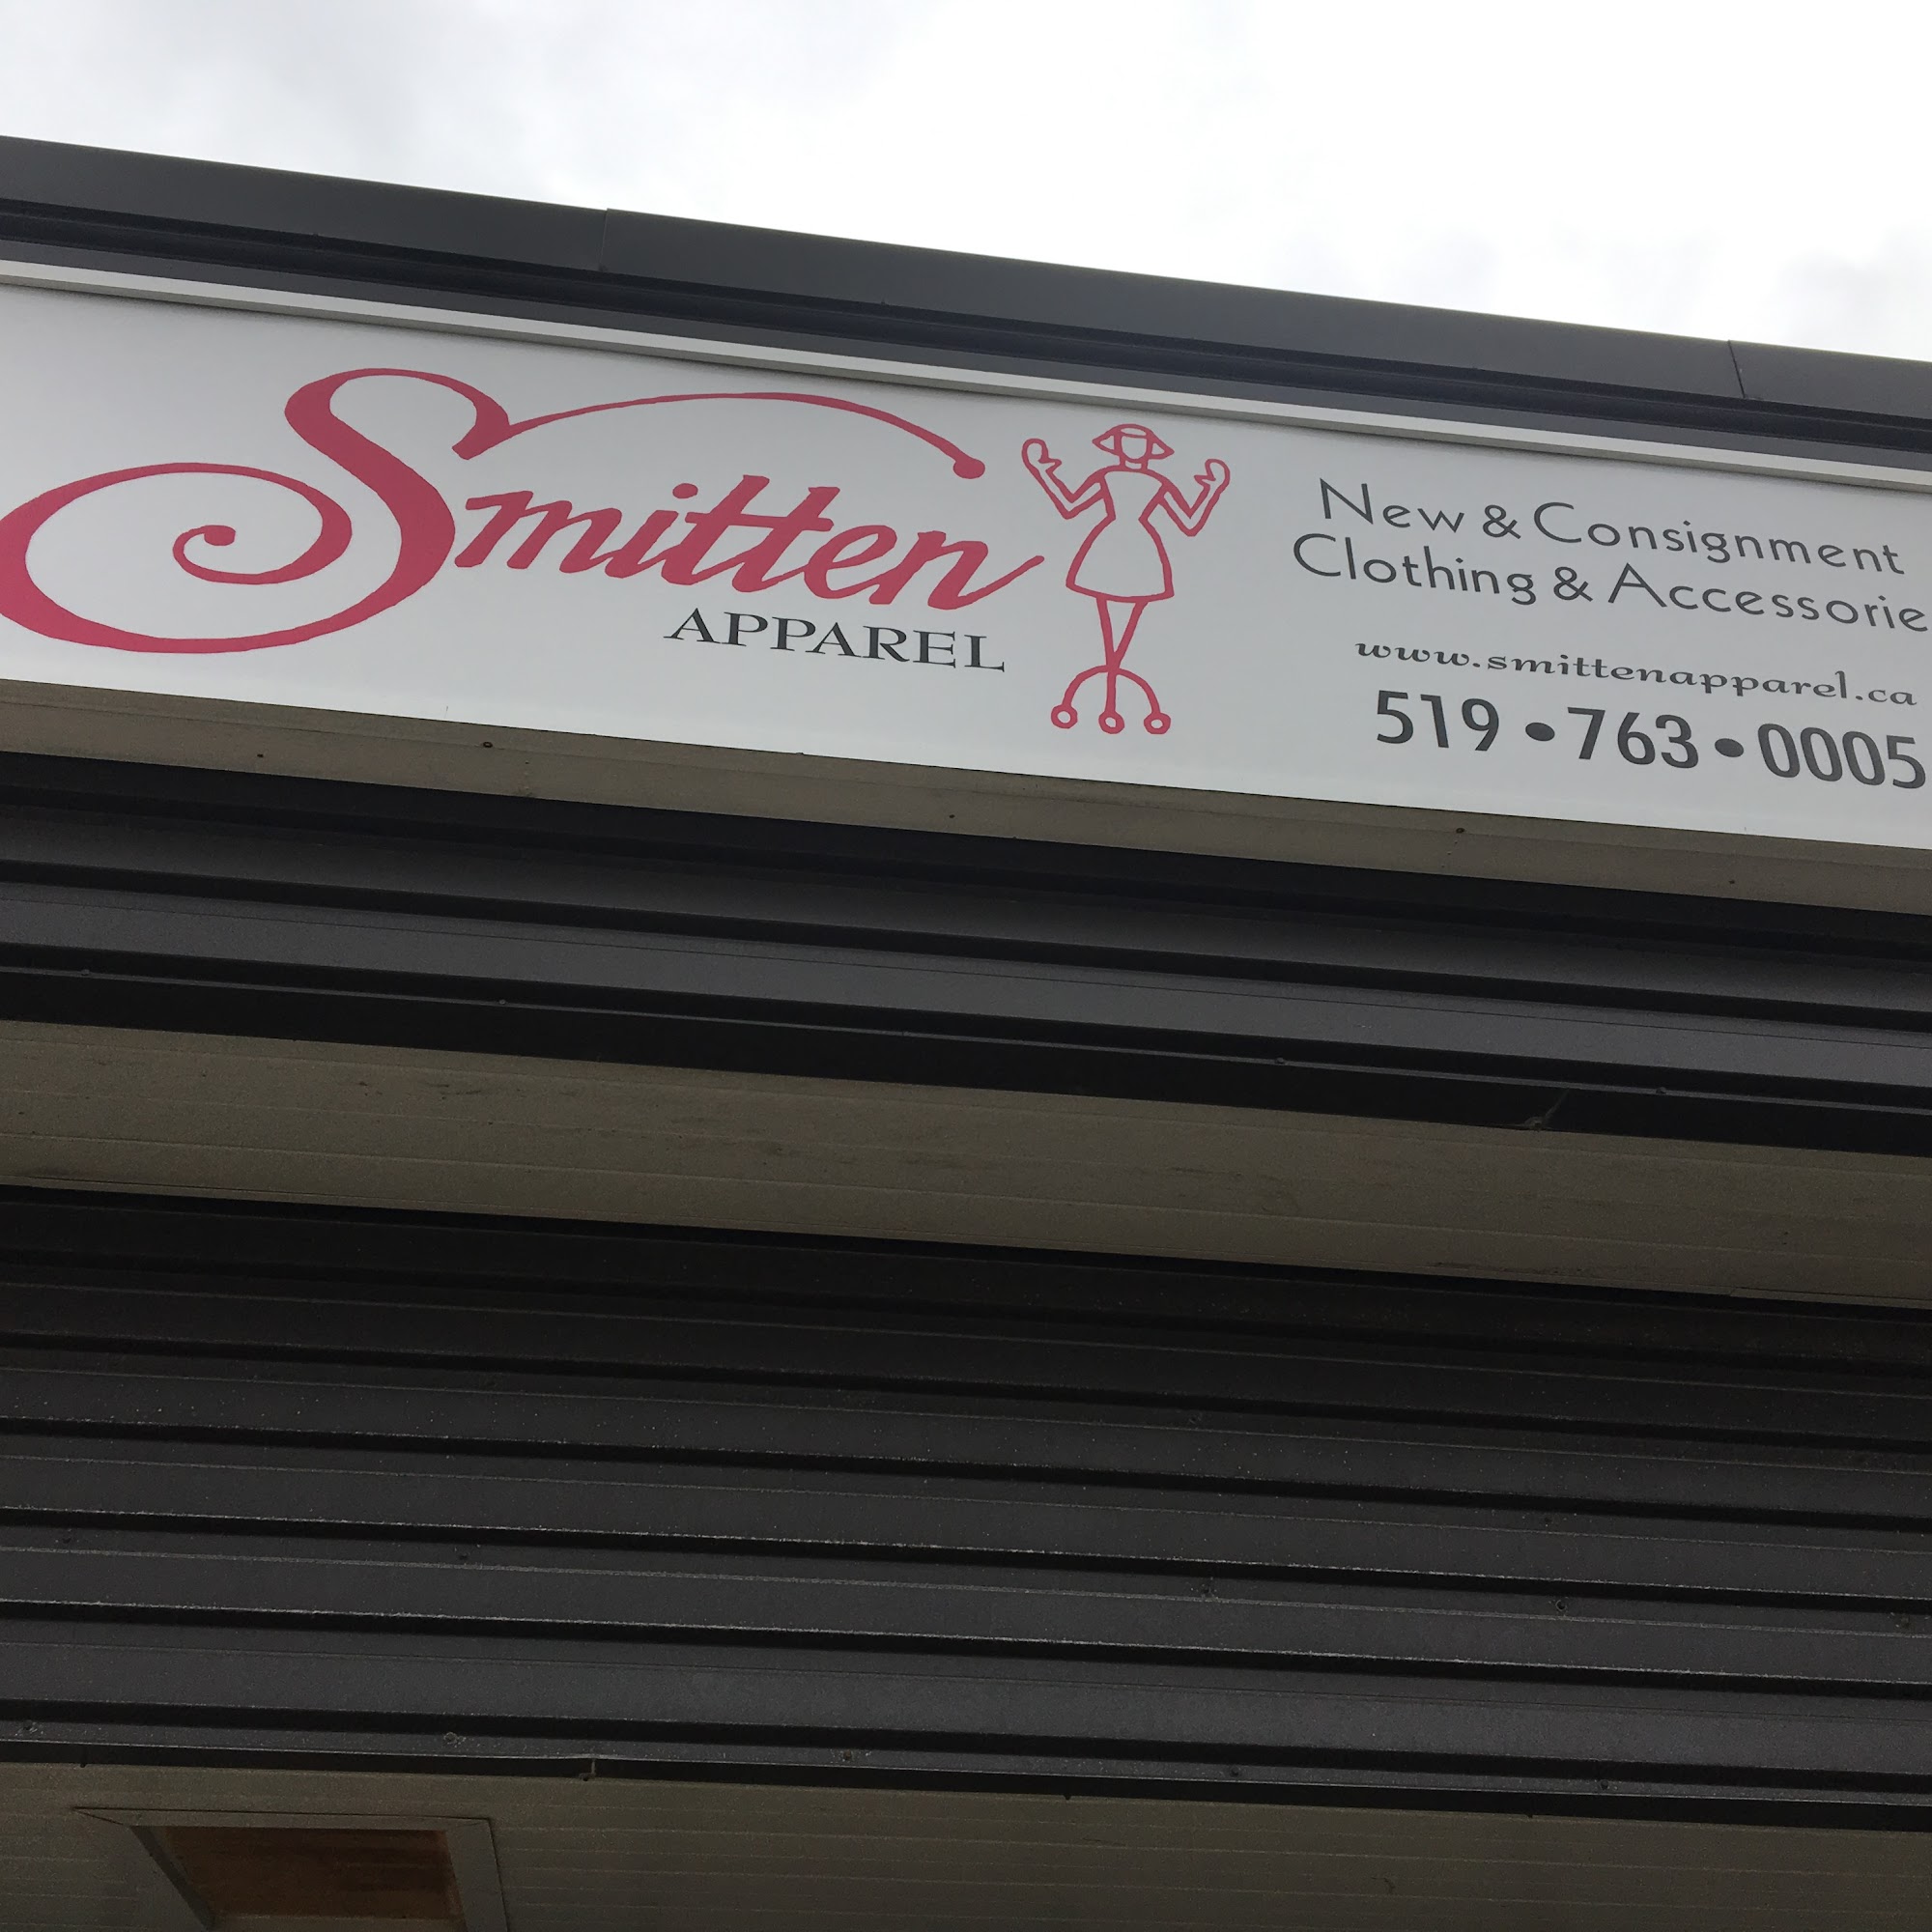 Smitten
APPAREL
New & Consignment
Clothing & Accessorie
www.smittenapparel.ca
519•763•0005